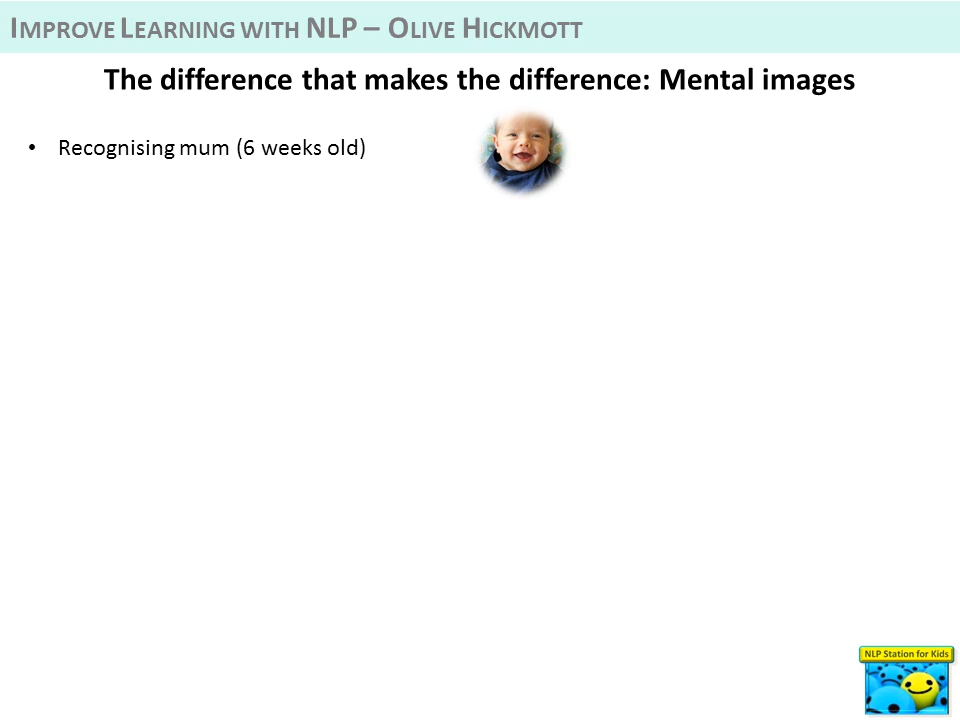 IMPROVE LEARNING WITH NLP – OLIVE HICKMOTT
The difference that makes the difference: Mental images
• Recognising mum (6 weeks old)
NLP Station for Kids